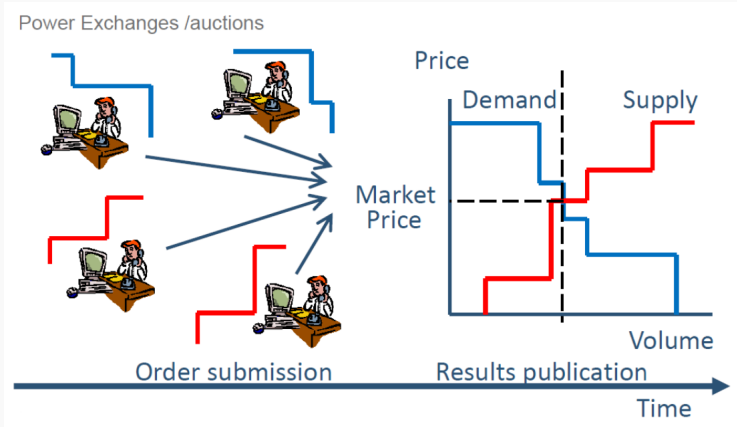 Power Exchanges /auctions
Price
Demand
Supply
Market
Price
Volume
Order submission
Results publication
Time